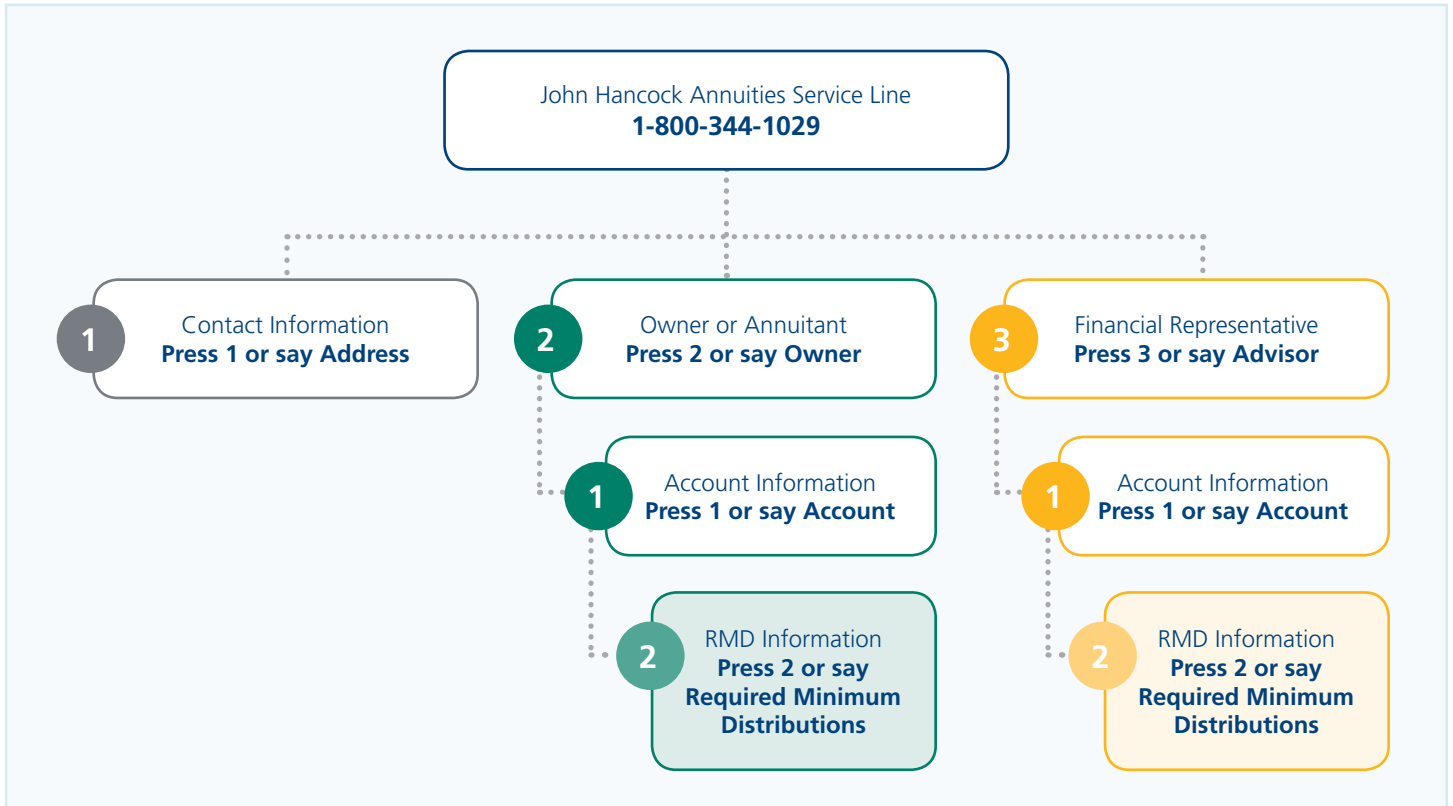 John Hancock Annuities Service Line
1-800-344-1029
1
Contact Information
Press 1 or say Address
2
Owner or Annuitant
Press 2 or say Owner
1
Account Information
Press 1 or say Account
2
RMD Information
Press 2 or say
Required Minimum
Distributions
3
Financial Representative
Press 3 or say Advisor
1
Account Information
Press 1 or say Account
2
RMD Information
Press 2 or say
Required Minimum
Distributions